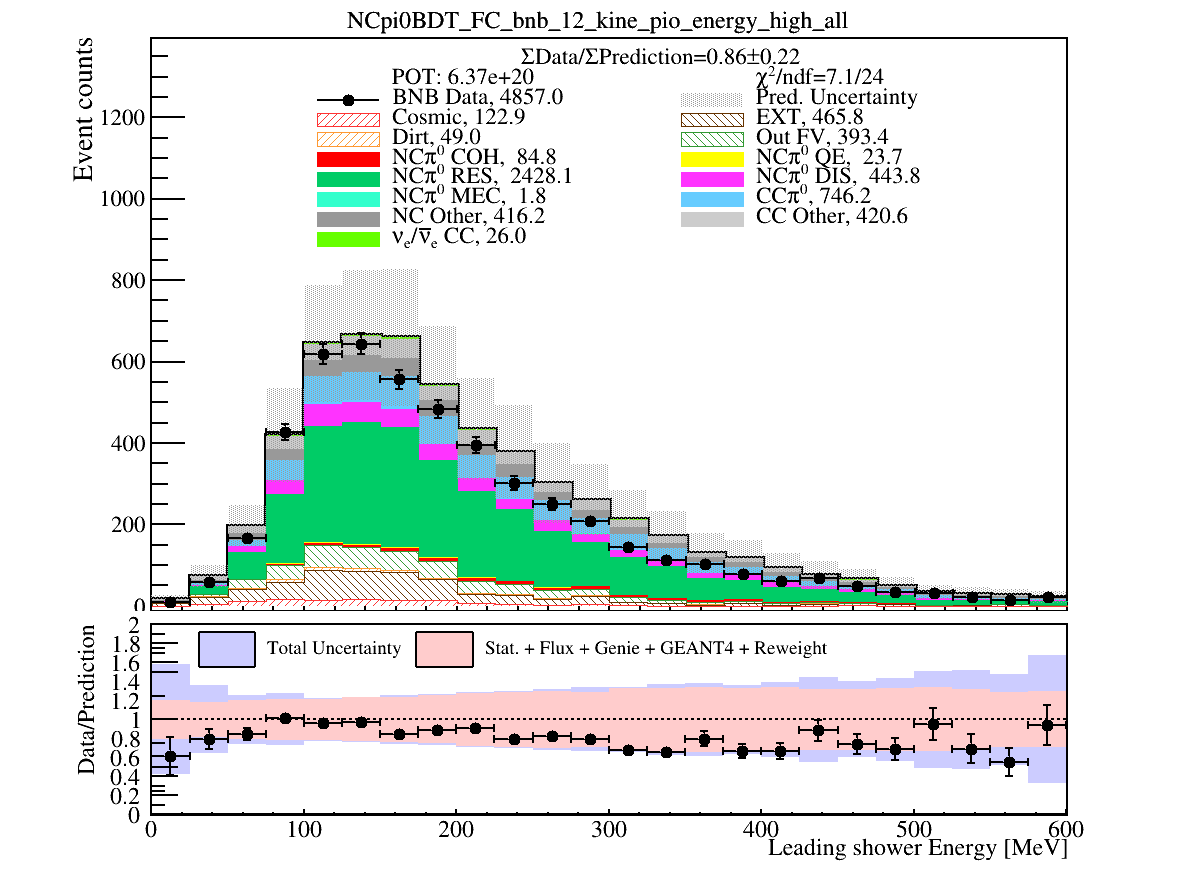 NCpi0BDT_FC_bnb_12_kine_pio_energy_high_all
ΣData/ΣPrediction=0.86±0.22
POT: 6.37e+20
χ²/ndf=7.1/24
BNB Data, 4857.0
Pred. Uncertainty
Cosmic, 122.9
EXT, 465.8
Dirt, 49.0
Out FV, 393.4
NCπ⁰ COH, 84.8
NCπ⁰ QE, 23.7
NCπ⁰ RES, 2428.1
NCπ⁰ DIS, 443.8
NCπ⁰ MEC, 1.8
CCπ⁰, 746.2
NC Other, 416.2
CC Other, 420.6
νₑ/ν̅ₑ CC, 26.0
Event counts
1200
1000
800
600
400
200
0
Total Uncertainty
Stat. + Flux + Genie + GEANT4 + Reweight
Data/Prediction
2
1.8
1.6
1.4
1.2
1
0.8
0.6
0.4
0.2
0
0 100 200 300 400 500 600
Leading shower Energy [MeV]